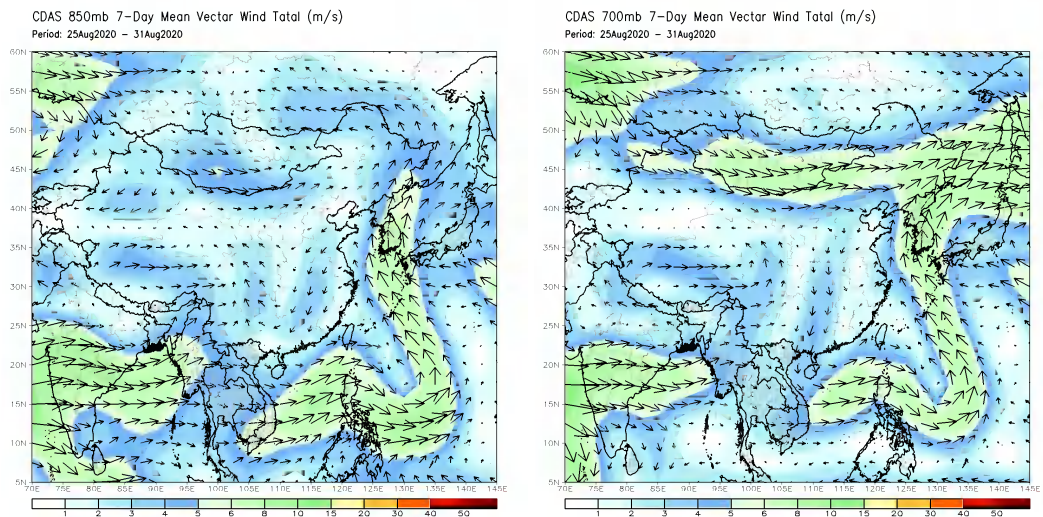 CDAS 850mb 7-Day Mean Vectar Wind Tatal (m/s)
Period: 25Aug2020 - 31Aug2020
60N
55N
50N
45N
40N
35N
30N
25N
20N
15N
10N
5N
70E 75E 80E 85E 90E 95E 100E 105E 110E 115E 120E 125E 130E 135E 140E 145E
1 2 3 4 5 6 8 10 15 20 30 40 50
CDAS 700mb 7-Day Mean Vectar Wind Tatal (m/s)
Period: 25Aug2020 - 31Aug2020
60N
55N
50N
45N
40N
35N
30N
25N
20N
15N
10N
5N
70E 75E 80E 85E 90E 95E 100E 105E 110E 115E 120E 125E 130E 135E 140E 145E
1 2 3 4 5 6 8 10 15 20 30 40 50